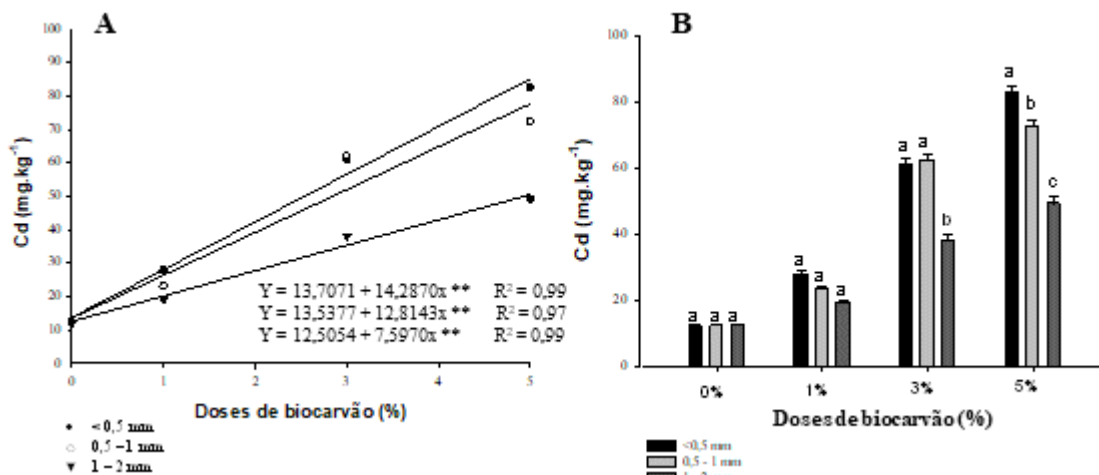 A
100
90
80
70
60
50
40
30
20
10
0
Cd (mg.kg⁻¹)
Y = 13,7071 + 14,2870x ** R² = 0,99
Y = 13,5377 + 12,8143x ** R² = 0,97
Y = 12,5054 + 7,5970x ** R² = 0,99
0 1 2 3 4 5
Doses de biocarvão (%)
<0,5 mm
0,5 – 1 mm
1 – 2 mm
B
100
80
60
40
20
0
Cd (mg.kg⁻¹)
a a a
a a a
a a b
a b c
0% 1% 3% 5%
Doses de biocarvão (%)
<0,5 mm
0,5 - 1 mm